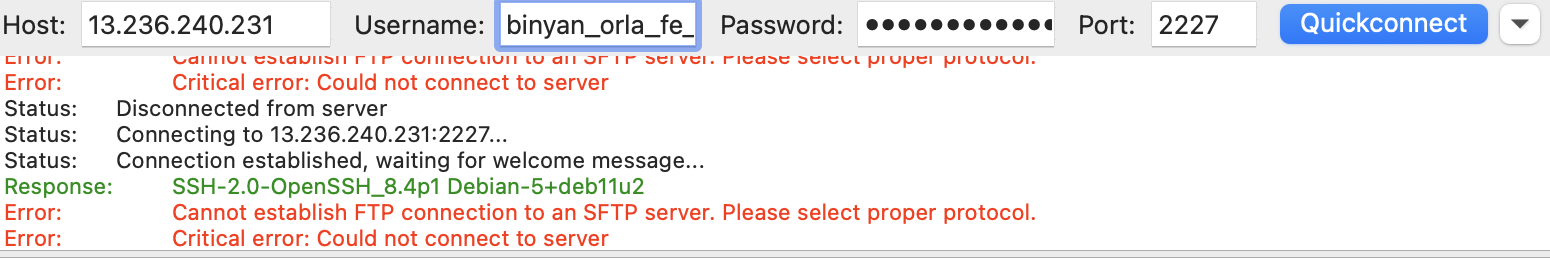 Host: 13.236.240.231 Username: binyan_orla_fe_ Password: ●●●●●●●●●●●● Port: 2227 Quickconnect
Error: Cannot establish FTP connection to an SFTP server. Please select proper protocol.
Error: Critical error: Could not connect to server
Status: Disconnected from server
Status: Connecting to 13.236.240.231:2227...
Status: Connection established, waiting for welcome message...
Response: SSH-2.0-OpenSSH_8.4p1 Debian-5+deb11u2
Error: Cannot establish FTP connection to an SFTP server. Please select proper protocol.
Error: Critical error: Could not connect to server